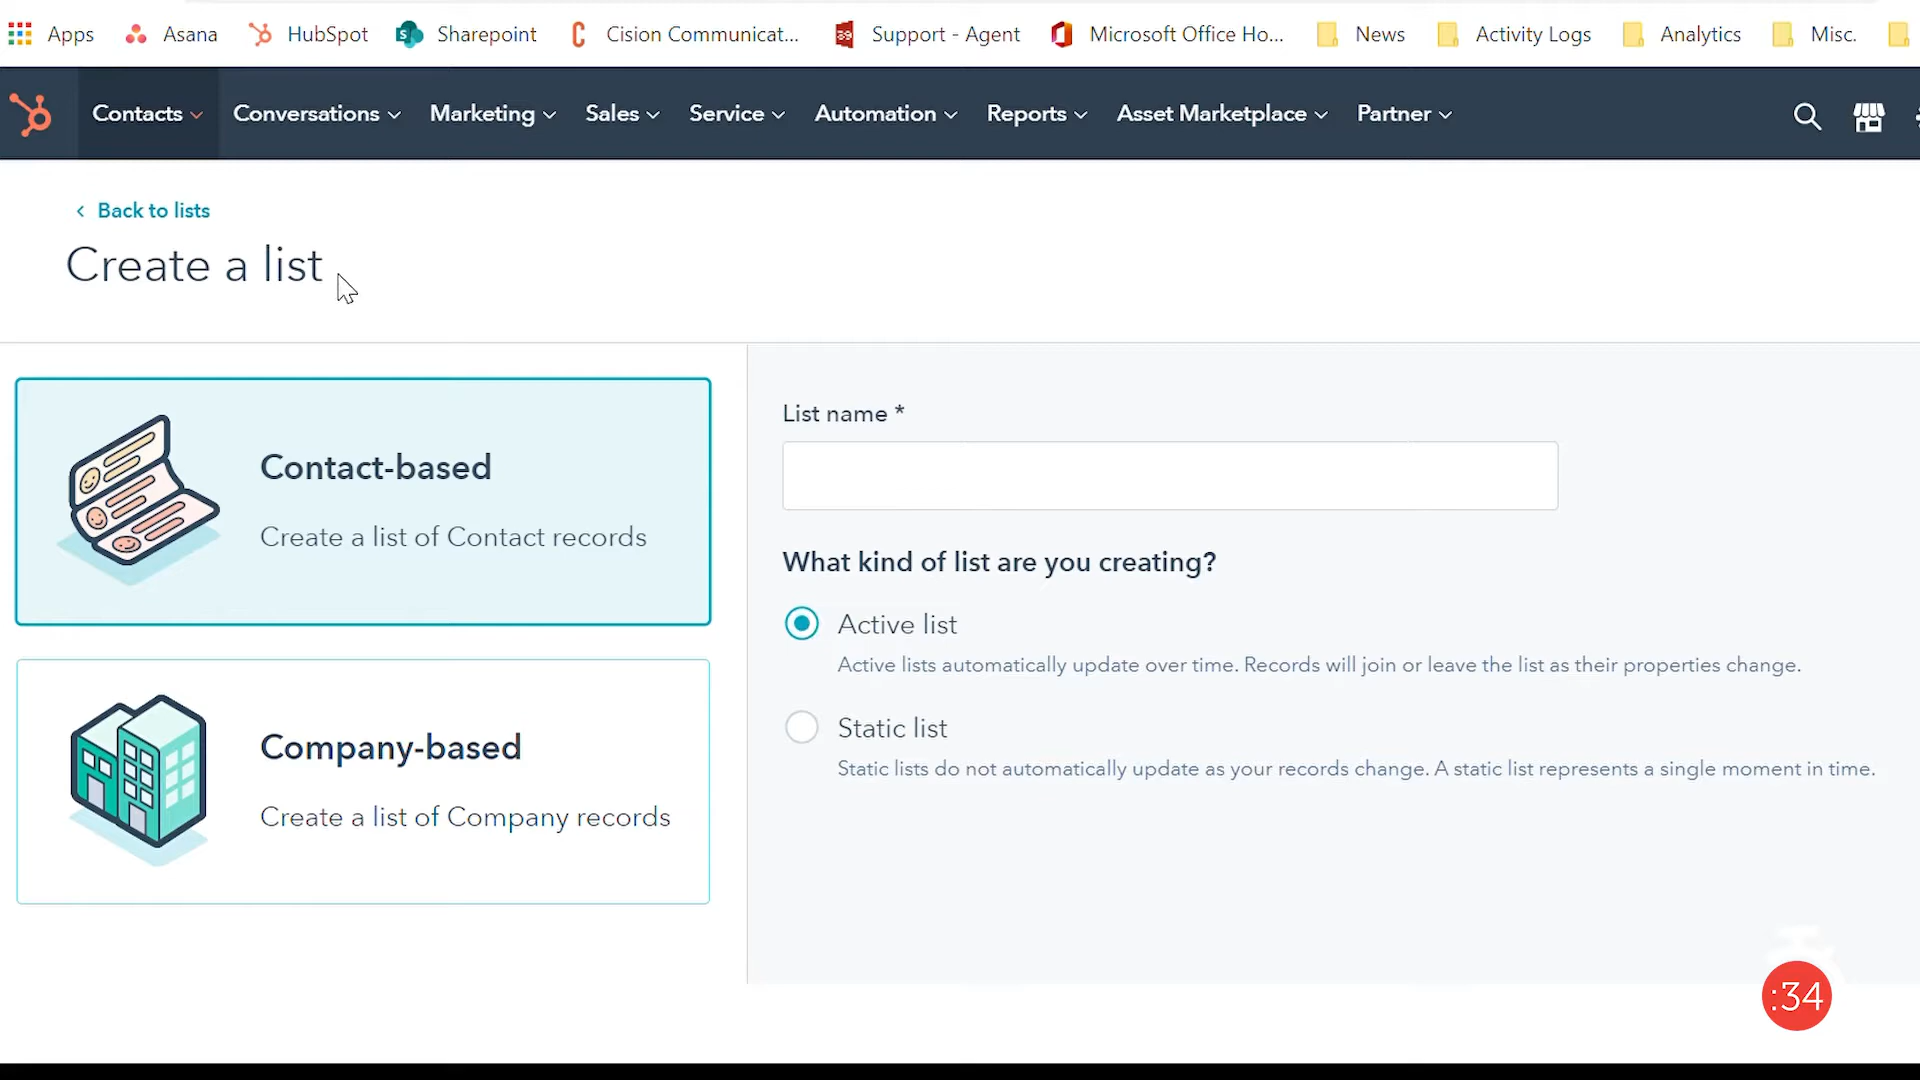 Apps Asana HubSpot Sharepoint Cision Communicat... Support - Agent Microsoft Office Ho... News Activity Logs Analytics Misc.
Contacts Conversations Marketing Sales Service Automation Reports Asset Marketplace Partner
Back to lists
Create a list
Contact-based
Create a list of Contact records
Company-based
Create a list of Company records
List name *
What kind of list are you creating?
Active list
Active lists automatically update over time. Records will join or leave the list as their properties change.
Static list
Static lists do not automatically update as your records change. A static list represents a single moment in time.
:34